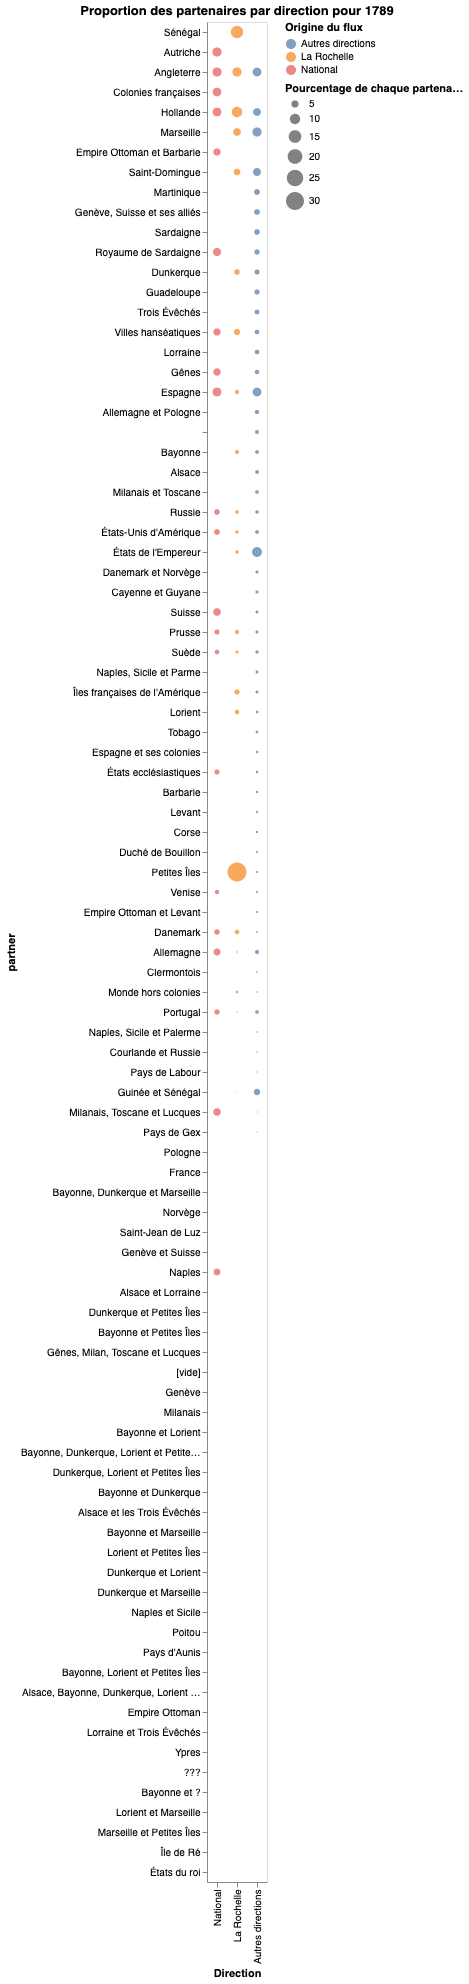 Proportion des partenaires par direction pour 1789
Origine du flux
Autres directions
La Rochelle
National
Pourcentage de chaque partena…
5
10
15
20
25
30
Sénégal
Autriche
Angleterre
Colonies françaises
Hollande
Marseille
Empire Ottoman et Barbarie
Saint-Domingue
Martinique
Genève, Suisse et ses alliés
Sardaigne
Royaume de Sardaigne
Dunkerque
Guadeloupe
Trois Évêchés
Villes hanséatiques
Lorraine
Gênes
Espagne
Allemagne et Pologne
Bayonne
Alsace
Milanais et Toscane
Russie
États-Unis d'Amérique
États de l'Empereur
Danemark et Norvège
Cayenne et Guyane
Suisse
Prusse
Suède
Naples, Sicile et Parme
Îles françaises de l'Amérique
Lorient
Tobago
Espagne et ses colonies
États ecclésiastiques
Barbarie
Levant
Corse
Duché de Bouillon
Petites Îles
Venise
Empire Ottoman et Levant
Danemark
Allemagne
Clermontois
Monde hors colonies
Portugal
Naples, Sicile et Palerme
Courlande et Russie
Pays de Labour
Guinée et Sénégal
Milanais, Toscane et Lucques
Pays de Gex
Pologne
France
Bayonne, Dunkerque et Marseille
Norvège
Saint-Jean de Luz
Genève et Suisse
Naples
Alsace et Lorraine
Dunkerque et Petites Îles
Bayonne et Petites Îles
Gênes, Milan, Toscane et Lucques
[vide]
Genève
Milanais
Bayonne et Lorient
Bayonne, Dunkerque, Lorient et Petite…
Dunkerque, Lorient et Petites Îles
Bayonne et Dunkerque
Alsace et les Trois Évêchés
Bayonne et Marseille
Lorient et Petites Îles
Dunkerque et Lorient
Dunkerque et Marseille
Naples et Sicile
Poitou
Pays d'Aunis
Bayonne, Lorient et Petites Îles
Alsace, Bayonne, Dunkerque, Lorient …
Empire Ottoman
Lorraine et Trois Évêchés
Ypres
???
Bayonne et ?
Lorient et Marseille
Marseille et Petites Îles
Île de Ré
États du roi
partner
National
La Rochelle
Autres directions
Direction